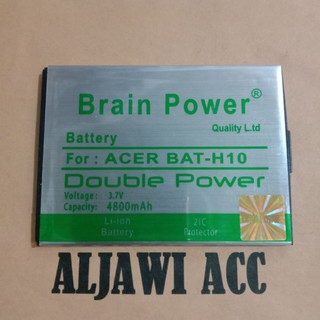 Brain Power®
Quality L.td
Battery
For : ACER BAT-H10
Double Power
Voltage : 3.7V
Capacity: 4800mAh
Li-ion
Battery
2IC
Protector
ALJAWI ACC